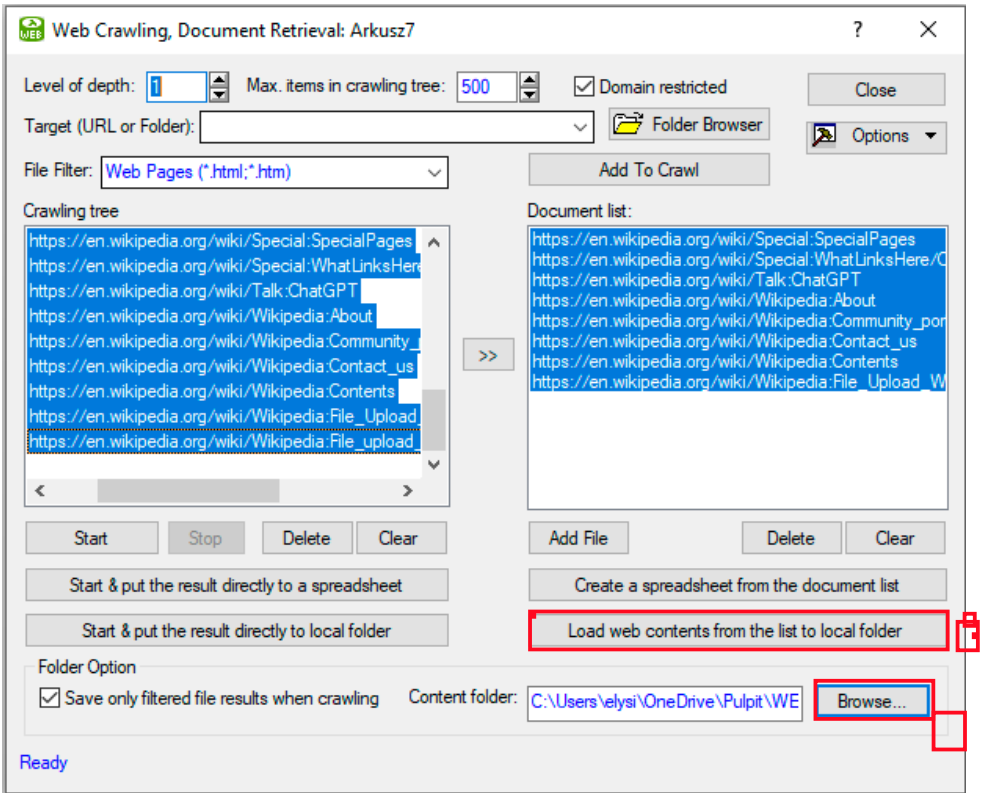 Web Crawling, Document Retrieval: Arkusz7
Level of depth: 1 Max. items in crawling tree: 500 Domain restricted Close
Target (URL or Folder): Folder Browser Options
File Filter: Web Pages (*.html;*.htm) Add To Crawl
Crawling tree
https://en.wikipedia.org/wiki/Special:SpecialPages
https://en.wikipedia.org/wiki/Special:WhatLinksHere
https://en.wikipedia.org/wiki/Talk:ChatGPT
https://en.wikipedia.org/wiki/Wikipedia:About
https://en.wikipedia.org/wiki/Wikipedia:Community_
https://en.wikipedia.org/wiki/Wikipedia:Contact_us
https://en.wikipedia.org/wiki/Wikipedia:Contents
https://en.wikipedia.org/wiki/Wikipedia:File_Upload_
https://en.wikipedia.org/wiki/Wikipedia:File_upload_
>>
Document list:
https://en.wikipedia.org/wiki/Special:SpecialPages
https://en.wikipedia.org/wiki/Special:WhatLinksHere/C
https://en.wikipedia.org/wiki/Talk:ChatGPT
https://en.wikipedia.org/wiki/Wikipedia:About
https://en.wikipedia.org/wiki/Wikipedia:Community_por
https://en.wikipedia.org/wiki/Wikipedia:Contact_us
https://en.wikipedia.org/wiki/Wikipedia:Contents
https://en.wikipedia.org/wiki/Wikipedia:File_Upload_W
Start Stop Delete Clear Add File Delete Clear
Start & put the result directly to a spreadsheet Create a spreadsheet from the document list
Start & put the result directly to local folder Load web contents from the list to local folder
Folder Option
Save only filtered file results when crawling Content folder: C:\Users\elysi\OneDrive\Pulpit\WE Browse...
Ready